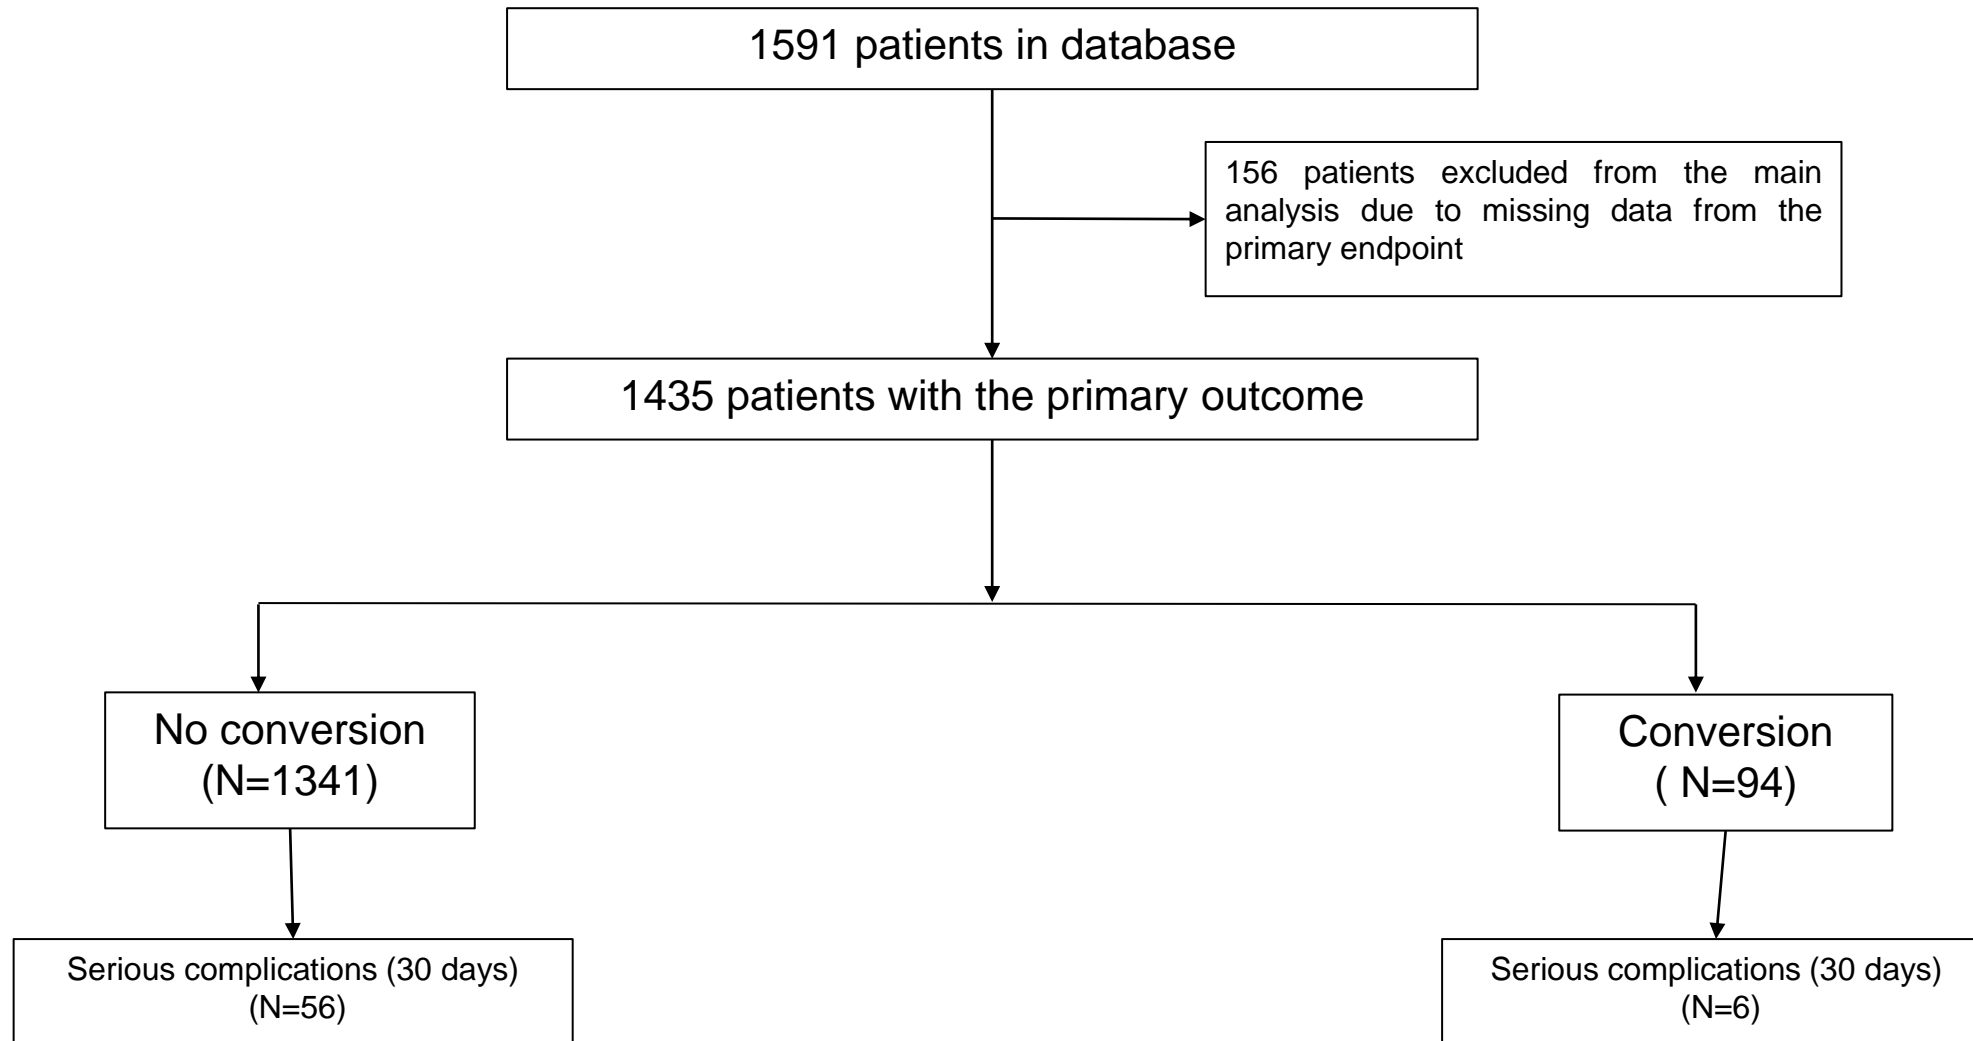 1591 patients in database
156 patients excluded from the main
analysis due to missing data from the
primary endpoint
1435 patients with the primary outcome
No conversion
(N=1341)
Conversion
( N=94)
Serious complications (30 days)
(N=56)
Serious complications (30 days)
(N=6)